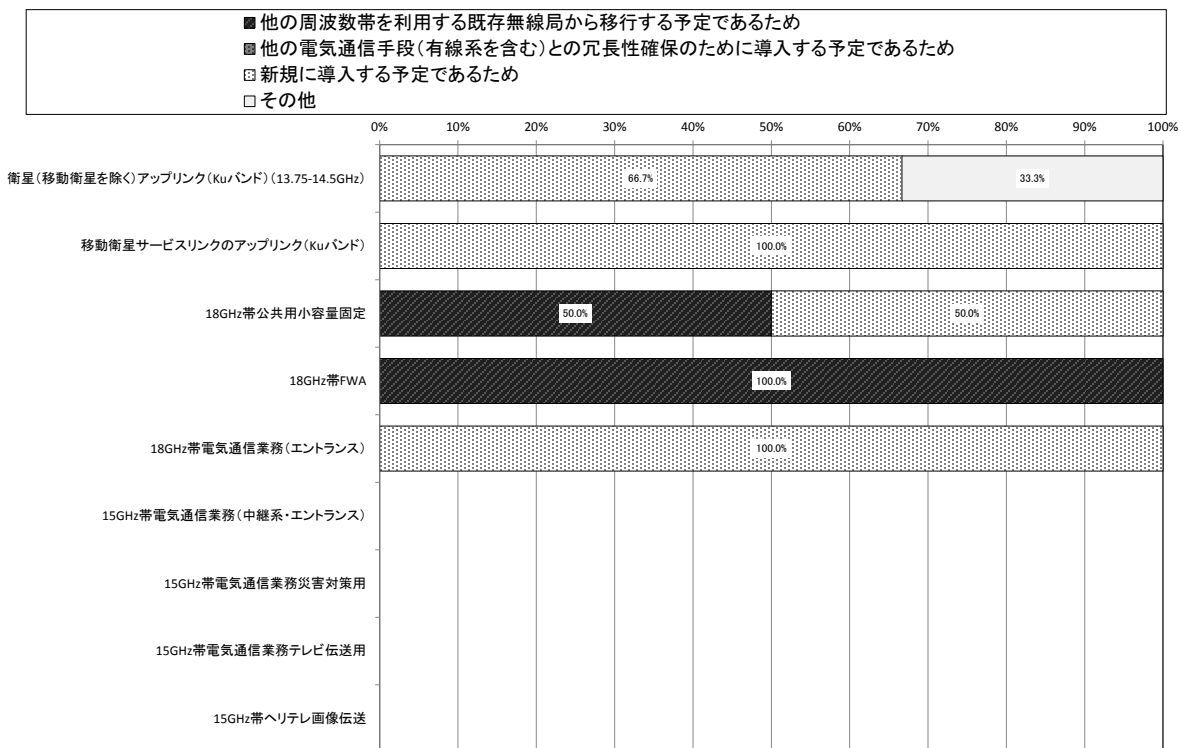 ■他の周波数帯を利用する既存無線局から移行する予定であるため
■他の電気通信手段(有線系を含む)との冗長性確保のために導入する予定であるため
新規に導入する予定であるため
□その他
0% 10% 20% 30% 40% 50% 60% 70% 80% 90% 100%
衛星(移動衛星を除く)アップリンク(Kuバンド)(13.75-14.5GHz) 66.7% 33.3%
移動衛星サービスリンクのアップリンク(Kuバンド) 100.0%
18GHz帯公共用小容量固定 50.0% 50.0%
18GHz帯FWA 100.0%
18GHz帯電気通信業務(エントランス) 100.0%
15GHz帯電気通信業務(中継系・エントランス)
15GHz帯電気通信業務災害対策用
15GHz帯電気通信業務テレビ伝送用
15GHz帯ヘリテレ画像伝送